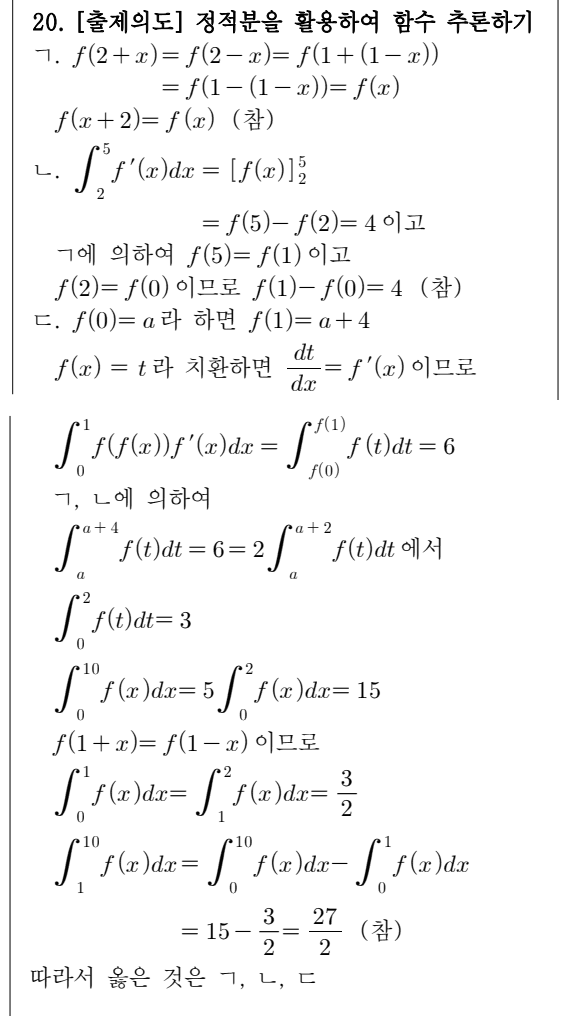 20. [출제의도] 정적분을 활용하여 함수 추론하기
ㄱ. f(2+x)=f(2-x)=f(1+(1-x))
=f(1-(1-x))=f(x)
f(x+2)=f(x) (참)
ㄴ. ∫_2^5 f′(x)dx=[f(x)]_2^5
=f(5)-f(2)=4이고
ㄱ에 의하여 f(5)=f(1)이고
f(2)=f(0)이므로 f(1)-f(0)=4 (참)
ㄷ. f(0)=a라 하면 f(1)=a+4
f(x)=t라 치환하면 dt/dx=f′(x)이므로
∫_0^1 f(f(x))f′(x)dx=∫_{f(0)}^{f(1)} f(t)dt=6
ㄱ, ㄴ에 의하여
∫_a^{a+4} f(t)dt=6=2∫_a^{a+2} f(t)dt에서
∫_0^2 f(t)dt=3
∫_0^{10} f(x)dx=5∫_0^2 f(x)dx=15
f(1+x)=f(1-x)이므로
∫_0^1 f(x)dx=∫_1^2 f(x)dx=3/2
∫_1^{10} f(x)dx=∫_0^{10} f(x)dx-∫_0^1 f(x)dx
=15-3/2=27/2 (참)
따라서 옳은 것은 ㄱ, ㄴ, ㄷ